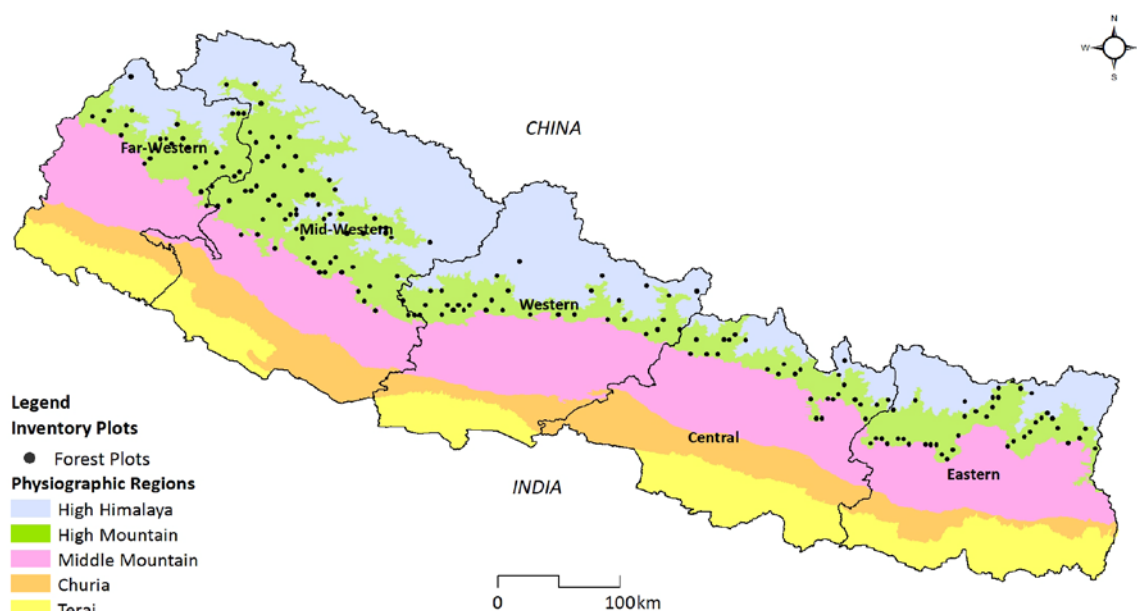 N
W
S
CHINA
Far-Western
Mid-Western
Western
Central
Eastern
INDIA
Legend
Inventory Plots
Forest Plots
Physiographic Regions
High Himalaya
High Mountain
Middle Mountain
Churia
Terai
0 100km